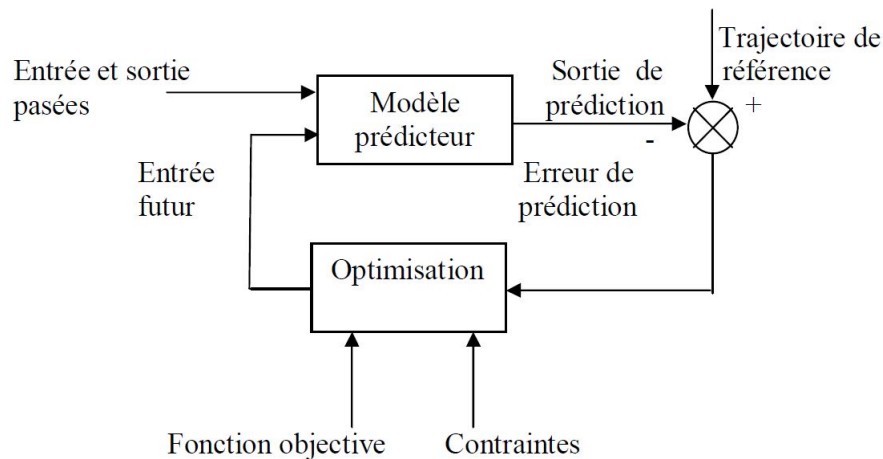 Trajectoire de
référence
Entrée et sortie
pasées
Modèle
prédicteur
Sortie de
prédiction
+
-
Entrée
futur
Erreur de
prédiction
Optimisation
Fonction objective
Contraintes